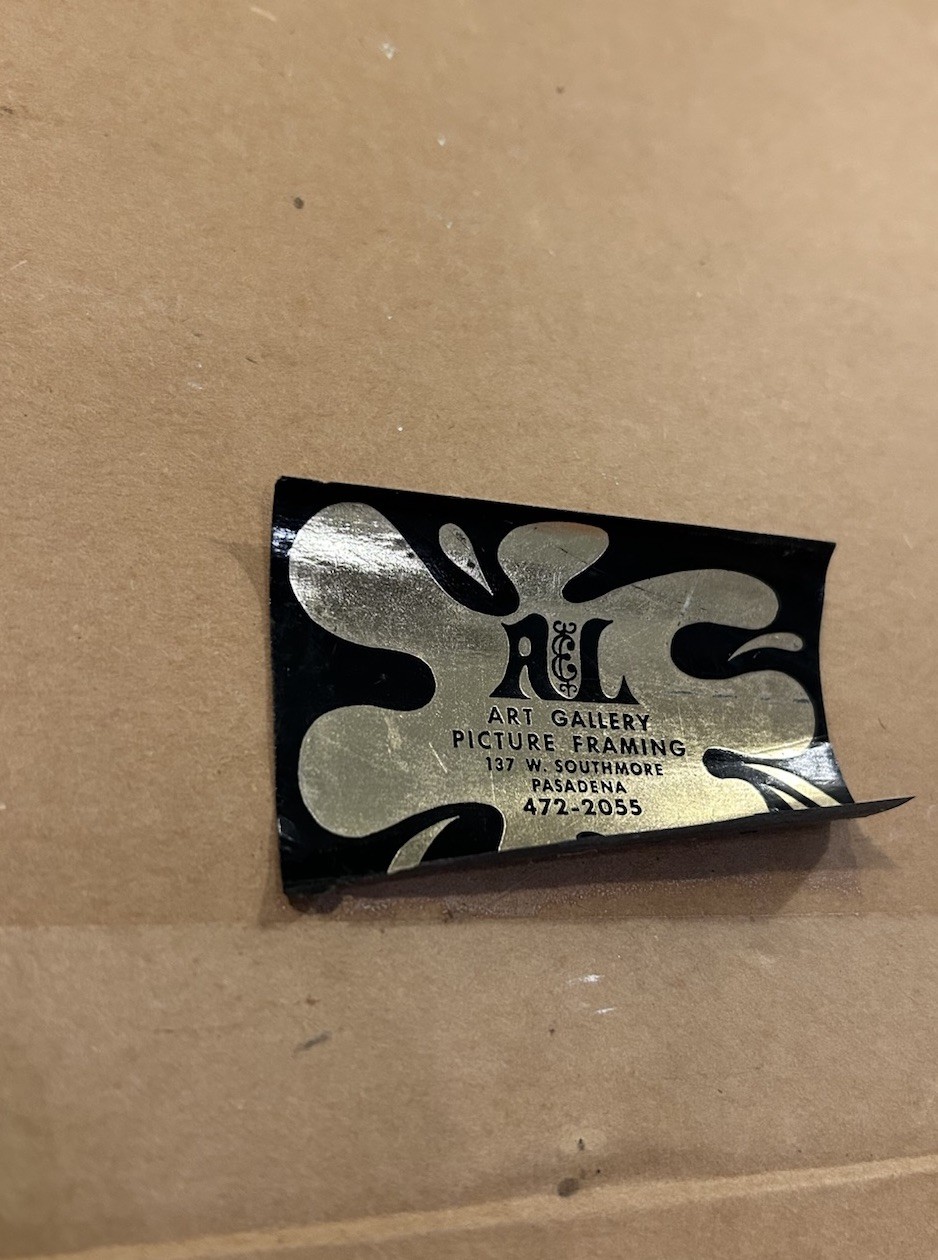 A & L
ART GALLERY
PICTURE FRAMING
137 W. SOUTHMORE
PASADENA
472-2055